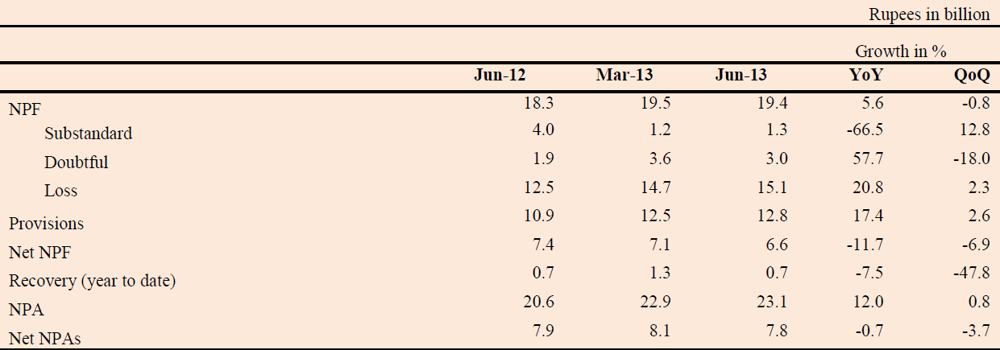 Rupees in billion
Growth in %
Jun-12 Mar-13 Jun-13 YoY QoQ
NPF 18.3 19.5 19.4 5.6 -0.8
Substandard 4.0 1.2 1.3 -66.5 12.8
Doubtful 1.9 3.6 3.0 57.7 -18.0
Loss 12.5 14.7 15.1 20.8 2.3
Provisions 10.9 12.5 12.8 17.4 2.6
Net NPF 7.4 7.1 6.6 -11.7 -6.9
Recovery (year to date) 0.7 1.3 0.7 -7.5 -47.8
NPA 20.6 22.9 23.1 12.0 0.8
Net NPAs 7.9 8.1 7.8 -0.7 -3.7